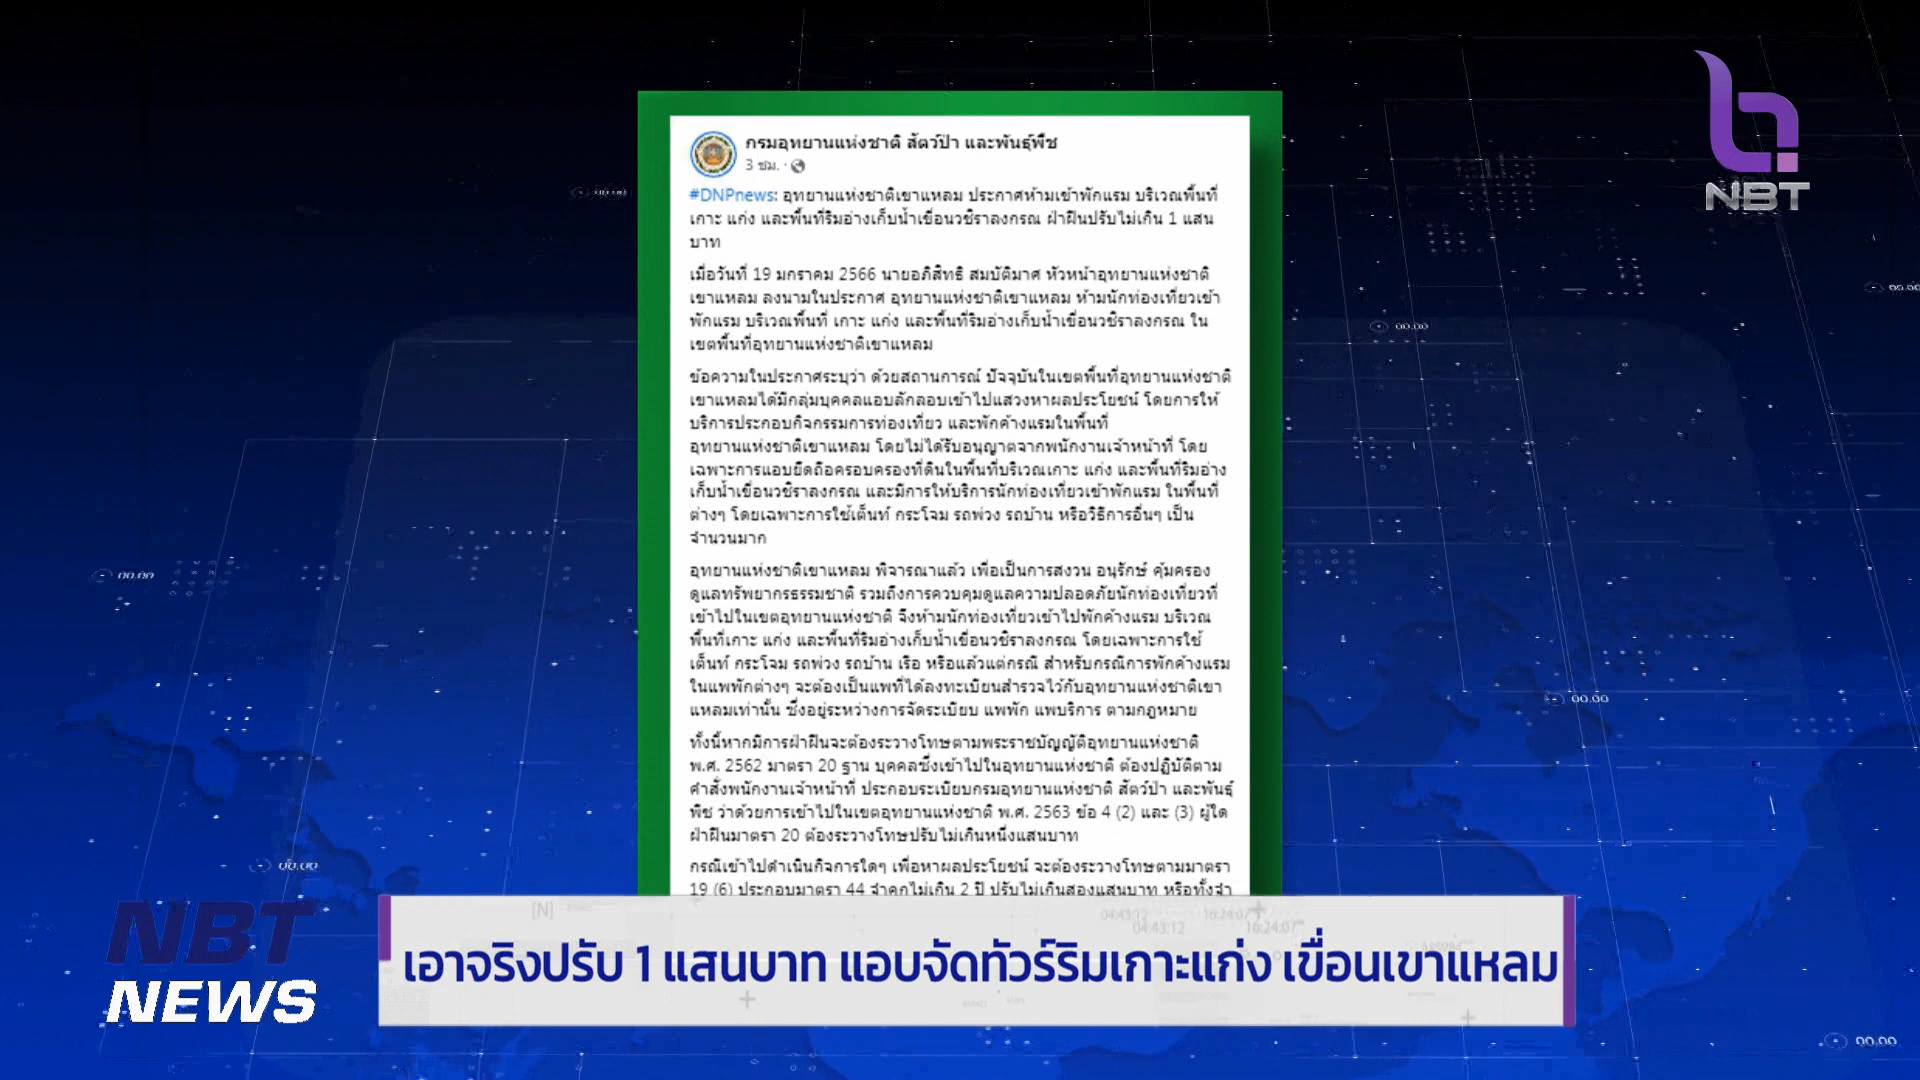 NBT
กรมอุทยานแห่งชาติ สัตว์ป่า และพันธุ์พืช
3 ชม.
#DNPnews: อุทยานแห่งชาติเขาแหลม ประกาศห้ามเข้าพักแรม บริเวณพื้นที่
เกาะ แก่ง และพื้นที่ริมอ่างเก็บน้ำเขื่อนวชิราลงกรณ ฝ่าฝืนปรับไม่เกิน 1 แสน
บาท
เมื่อวันที่ 19 มกราคม 2566 นายอภิสิทธิ สมบัติมาศ หัวหน้าอุทยานแห่งชาติ
เขาแหลม ลงนามในประกาศ อุทยานแห่งชาติเขาแหลม ห้ามนักท่องเที่ยวเข้า
พักแรม บริเวณพื้นที่ เกาะ แก่ง และพื้นที่ริมอ่างเก็บน้ำเขื่อนวชิราลงกรณ ใน
เขตพื้นที่อุทยานแห่งชาติเขาแหลม
ข้อความในประกาศระบุว่า ด้วยสถานการณ์ ปัจจุบันในเขตพื้นที่อุทยานแห่งชาติ
เขาแหลมได้มีกลุ่มบุคคลแอบลักลอบเข้าไปแสวงหาผลประโยชน์ โดยการให้
บริการประกอบกิจกรรมการท่องเที่ยว และพักค้างแรมในพื้นที่
อุทยานแห่งชาติเขาแหลม โดยไม่ได้รับอนุญาตจากพนักงานเจ้าหน้าที่ โดย
เฉพาะการแอบยึดถือครอบครองที่ดินในพื้นที่บริเวณเกาะ แก่ง และพื้นที่ริมอ่าง
เก็บน้ำเขื่อนวชิราลงกรณ และมีการให้บริการนักท่องเที่ยวเข้าพักแรม ในพื้นที่
ต่างๆ โดยเฉพาะการใช้เต็นท์ กระโจม รถพ่วง รถบ้าน หรือวิธีการอื่นๆ เป็น
จำนวนมาก
อุทยานแห่งชาติเขาแหลม พิจารณาแล้ว เพื่อเป็นการสงวน อนุรักษ์ คุ้มครอง
ดูแลทรัพยากรธรรมชาติ รวมถึงการควบคุมดูแลความปลอดภัยนักท่องเที่ยวที่
เข้าไปในเขตอุทยานแห่งชาติ จึงห้ามนักท่องเที่ยวเข้าไปพักค้างแรม บริเวณ
พื้นที่เกาะ แก่ง และพื้นที่ริมอ่างเก็บน้ำเขื่อนวชิราลงกรณ โดยเฉพาะการใช้
เต็นท์ กระโจม รถพ่วง รถบ้าน เรือ หรือแล้วแต่กรณี สำหรับกรณีการพักค้างแรม
ในแพพักต่างๆ จะต้องเป็นแพที่ได้ลงทะเบียนสำรวจไว้กับอุทยานแห่งชาติเขา
แหลมเท่านั้น ซึ่งอยู่ระหว่างการจัดระเบียบ แพพัก แพบริการ ตามกฎหมาย
ทั้งนี้หากมีการฝ่าฝืนจะต้องระวางโทษตามพระราชบัญญัติอุทยานแห่งชาติ
พ.ศ. 2562 มาตรา 20 ฐาน บุคคลซึ่งเข้าไปในอุทยานแห่งชาติ ต้องปฏิบัติตาม
คำสั่งพนักงานเจ้าหน้าที่ ประกอบระเบียบกรมอุทยานแห่งชาติ สัตว์ป่า และพันธุ์
พืช ว่าด้วยการเข้าไปในเขตอุทยานแห่งชาติ พ.ศ. 2563 ข้อ 4 (2) และ (3) ผู้ใด
ฝ่าฝืนมาตรา 20 ต้องระวางโทษปรับไม่เกินหนึ่งแสนบาท
กรณีเข้าไปดำเนินกิจการใดๆ เพื่อหาผลประโยชน์ จะต้องระวางโทษตามมาตรา
19 (6) ประกอบมาตรา 44 จำคุกไม่เกิน 2 ปี ปรับไม่เกินสองแสนบาท หรือทั้งจำ
[N]
04:43:12
16:24:07
NBT
NEWS
เอาจริงปรับ 1 แสนบาท แอบจัดทัวร์ริมเกาะแก่ง เขื่อนเขาแหลม
00.00
00.00
00.00
00.00
00.00